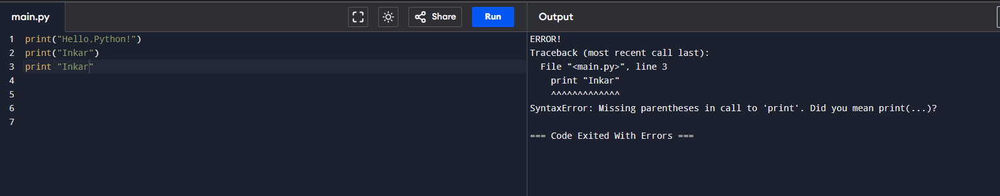 main.py
Share
Run
Output
1 print("Hello,Python!")
2 print("Inkar")
3 print "Inkar"
4
5
6
7
ERROR!
Traceback (most recent call last):
  File "<main.py>", line 3
    print "Inkar"
    ^^^^^^^^^^^^^
SyntaxError: Missing parentheses in call to 'print'. Did you mean print(...)?
=== Code Exited With Errors ===